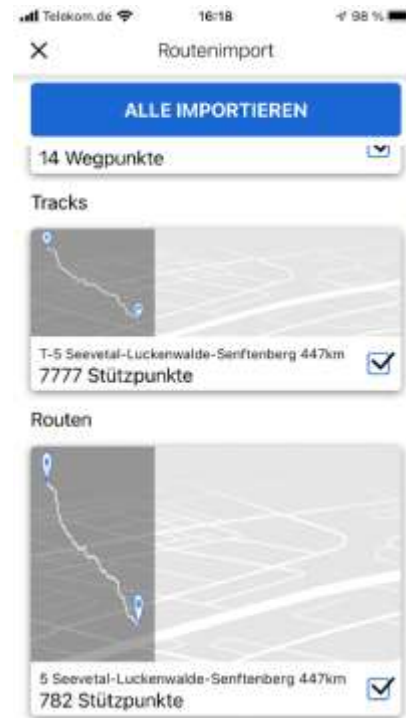 Telekom.de 16:18 98 %
Routenimport
ALLE IMPORTIEREN
14 Wegpunkte
Tracks
T-5 Seevetal-Luckenwalde-Senftenberg 447km
7777 Stützpunkte
Routen
5 Seevetal-Luckenwalde-Senftenberg 447km
782 Stützpunkte